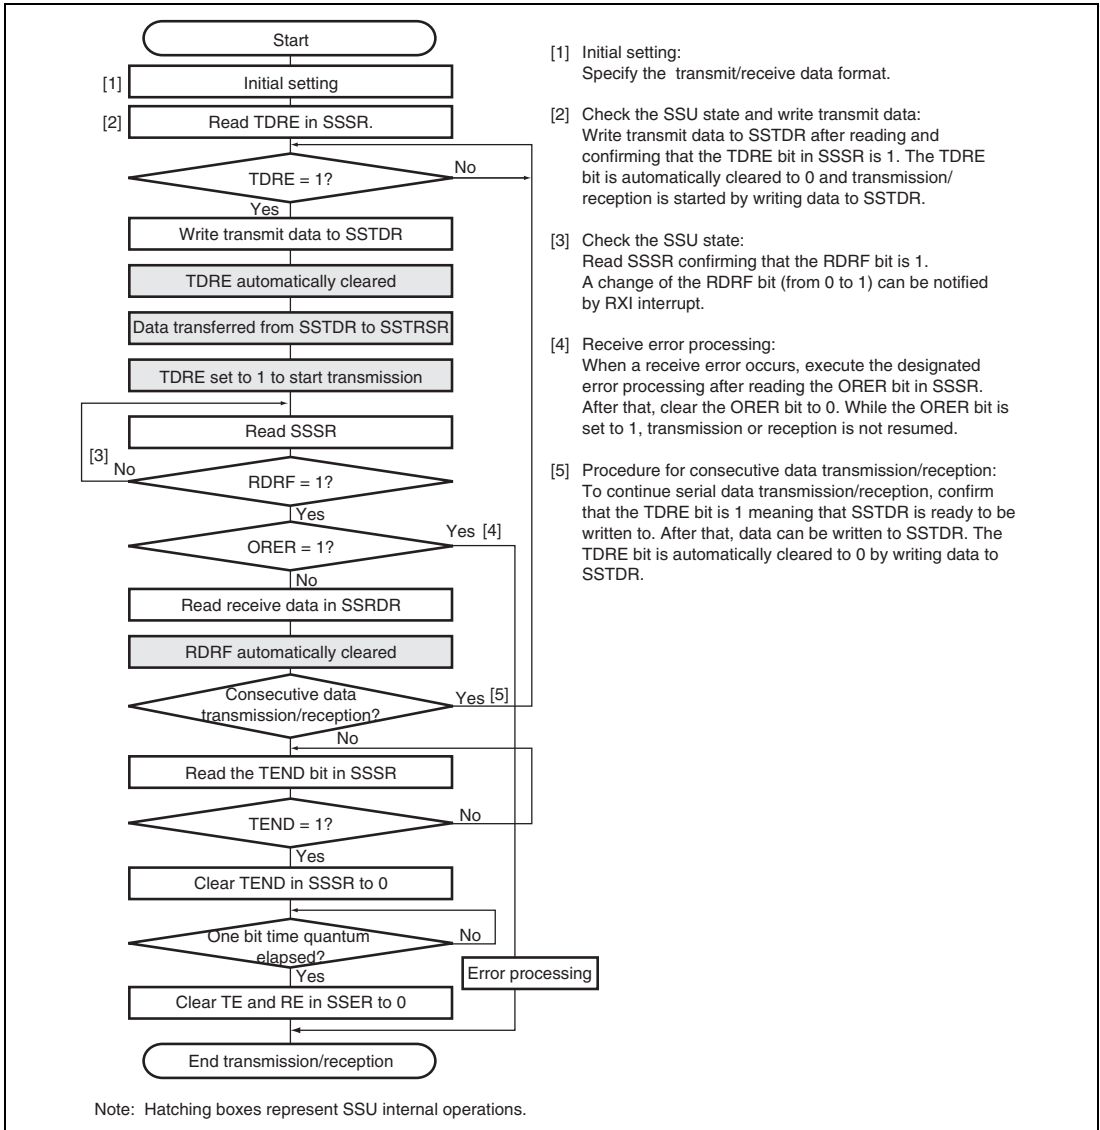 Start
[1] Initial setting
[2] Read TDRE in SSSR.
TDRE = 1?
No
Yes
Write transmit data to SSTDR
TDRE automatically cleared
Data transferred from SSTDR to SSTRSR
TDRE set to 1 to start transmission
Read SSSR
[3]
No
RDRF = 1?
Yes
Yes [4]
ORER = 1?
No
Read receive data in SSRDR
RDRF automatically cleared
Consecutive data
transmission/reception?
Yes [5]
No
Read the TEND bit in SSSR
TEND = 1?
No
Yes
Clear TEND in SSSR to 0
One bit time quantum
elapsed?
No
Yes
Error processing
Clear TE and RE in SSER to 0
End transmission/reception
[1] Initial setting:
Specify the transmit/receive data format.
[2] Check the SSU state and write transmit data:
Write transmit data to SSTDR after reading and
confirming that the TDRE bit in SSSR is 1. The TDRE
bit is automatically cleared to 0 and transmission/
reception is started by writing data to SSTDR.
[3] Check the SSU state:
Read SSSR confirming that the RDRF bit is 1.
A change of the RDRF bit (from 0 to 1) can be notified
by RXI interrupt.
[4] Receive error processing:
When a receive error occurs, execute the designated
error processing after reading the ORER bit in SSSR.
After that, clear the ORER bit to 0. While the ORER bit is
set to 1, transmission or reception is not resumed.
[5] Procedure for consecutive data transmission/reception:
To continue serial data transmission/reception, confirm
that the TDRE bit is 1 meaning that SSTDR is ready to be
written to. After that, data can be written to SSTDR. The
TDRE bit is automatically cleared to 0 by writing data to
SSTDR.
Note: Hatching boxes represent SSU internal operations.